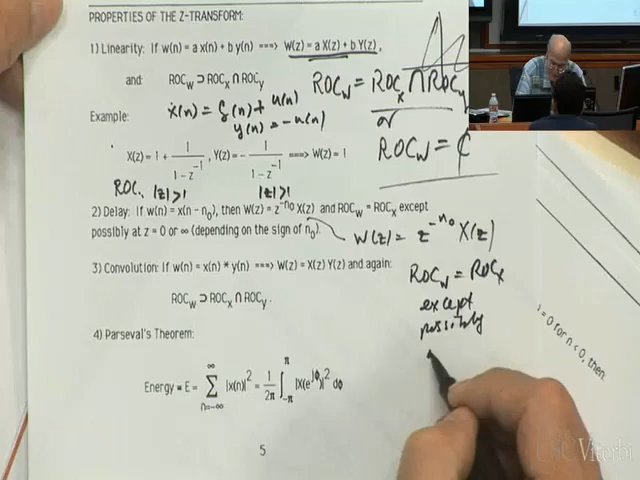 PROPERTIES OF THE Z-TRANSFORM:
1) Linearity: If w(n) = a x(n) + b y(n) ===> W(z) = a X(z) + b Y(z),
and: ROC_W ⊃ ROC_X ∩ ROC_Y
ROC_W = ROC_X ∩ ROC_Y
or
ROC_W = ₵
x(n) = δ(n) + u(n)
y(n) = -u(n)
Example:
X(z) = 1 + 1/(1 - z^-1), Y(z) = - 1/(1 - z^-1) ===> W(z) = 1
ROC, |z|>1 |z|>1
2) Delay: If w(n) = x(n - n_0), then W(z) = z^-n_0 X(z) and ROC_W = ROC_X except
possibly at z = 0 or ∞ (depending on the sign of n_0).
W(z) = z^-n_0 X(z)
3) Convolution: If w(n) = x(n) * y(n) ===> W(z) = X(z) Y(z) and again:
ROC_W ⊃ ROC_X ∩ ROC_Y.
ROC_W = ROC_X
except
possibly
4) Parseval's Theorem:
Energy ≡ E = ∑_{n=-∞}^{∞} |x(n)|^2 = 1/2π ∫_{-π}^{π} |X(e^jϕ)|^2 dϕ
5
= 0 for n < 0, then:
USC Viterbi